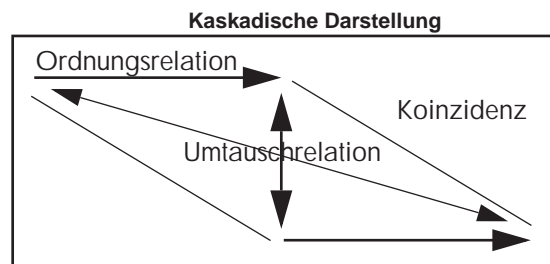 Kaskadische Darstellung
Ordnungsrelation
Koinzidenz
Umtauschrelation